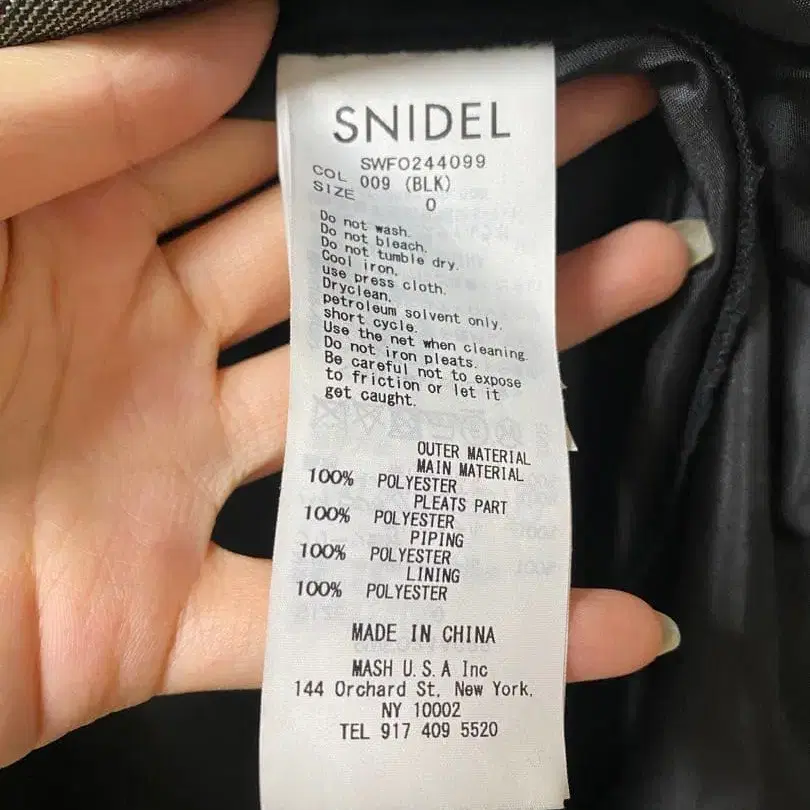 SNIDEL
SWFO244099
COL 009 (BLK)
SIZE 0
Do not wash.
Do not bleach.
Do not tumble dry.
Cool iron,
use press cloth.
Dryclean,
petroleum solvent only,
short cycle.
Use the net when cleaning.
Do not iron pleats.
Be careful not to expose
to friction or let it
get caught.
OUTER MATERIAL
MAIN MATERIAL
100% POLYESTER
PLEATS PART
100% POLYESTER
PIPING
100% POLYESTER
LINING
100% POLYESTER
MADE IN CHINA
MASH U.S.A Inc
144 Orchard St, New York,
NY 10002
TEL 917 409 5520